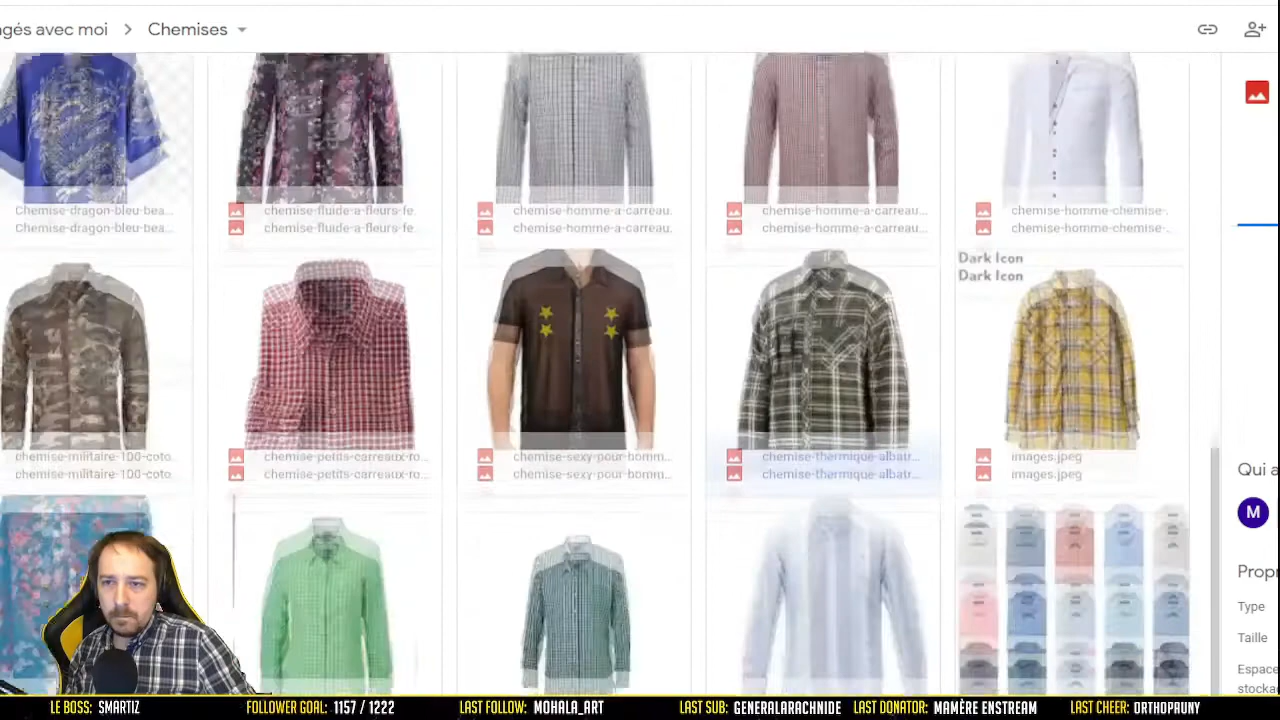 gés avec moi > Chemises
Chemise-dragon-bleu-bea...
Chemise-dragon-bleu-bea...
chemise-fluide-a-fleurs-fe...
chemise-fluide-a-fleurs-fe...
chemise-homme-a-carreau...
chemise-homme-a-carreau...
chemise-homme-a-carreau...
chemise-homme-a-carreau...
chemise-homme-chemise-...
chemise-homme-chemise-...
Dark Icon
Dark Icon
chemise-militaire-100-coto...
chemise-militaire-100-coto...
chemise-petits-carreaux-ro...
chemise-petits-carreaux-ro...
chemise-sexy-pour-homm...
chemise-sexy-pour-homm...
chemise-thermique-albatr...
chemise-thermique-albatr...
images.jpeg
images.jpeg
Qui a
M
Propr
Type
Taille
Espace
stockag
LE BOSS: SMARTIZ
FOLLOWER GOAL: 1157 / 1222
LAST FOLLOW: MOHALA_ART
LAST SUB: GENERALARACHNIDE
LAST DONATOR: MAMÈRE ENSTREAM
LAST CHEER: ORTHOPAUNY